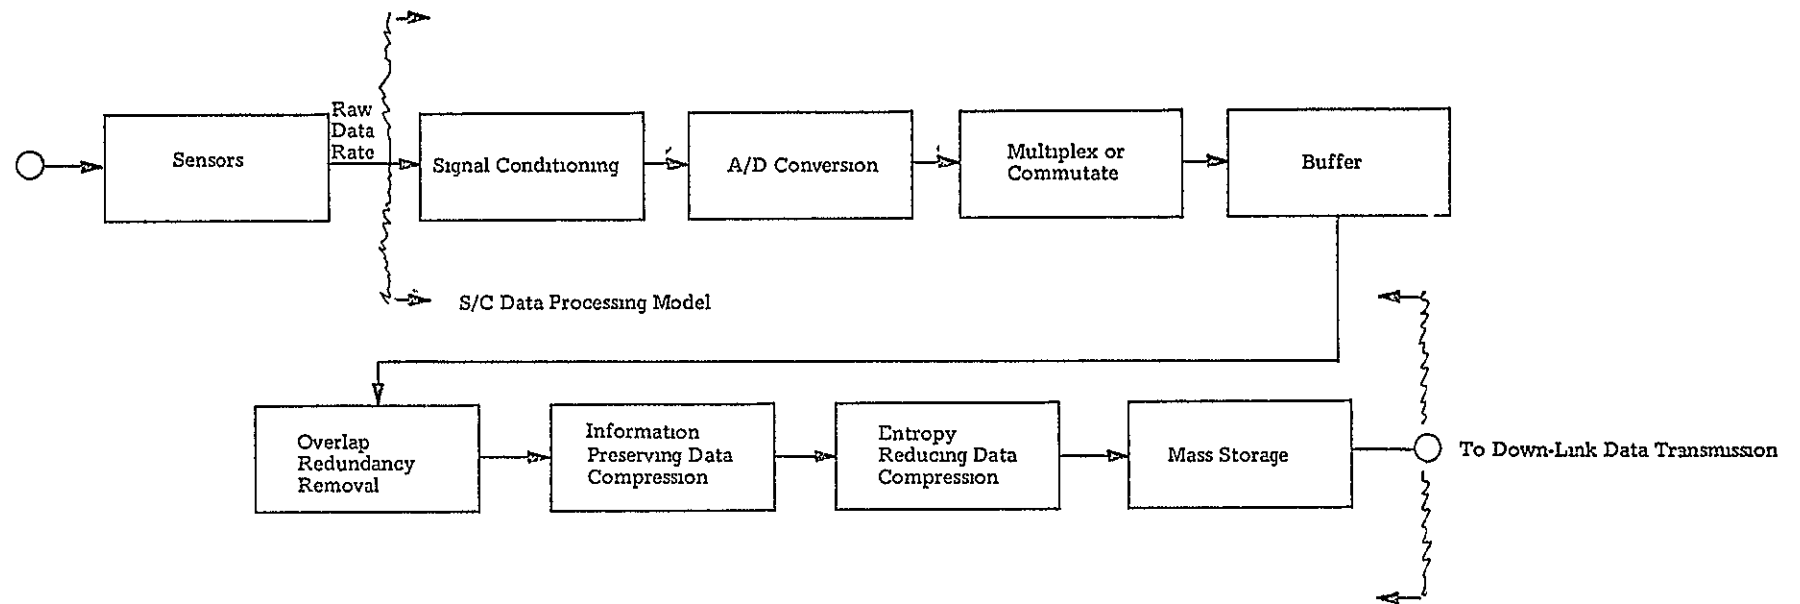 Raw
Data
Rate
Sensors
Signal Conditioning
A/D Conversion
Multiplex or
Commutate
Buffer
S/C Data Processing Model
Overlap
Redundancy
Removal
Information
Preserving Data
Compression
Entropy
Reducing Data
Compression
Mass Storage
To Down-Link Data Transmission